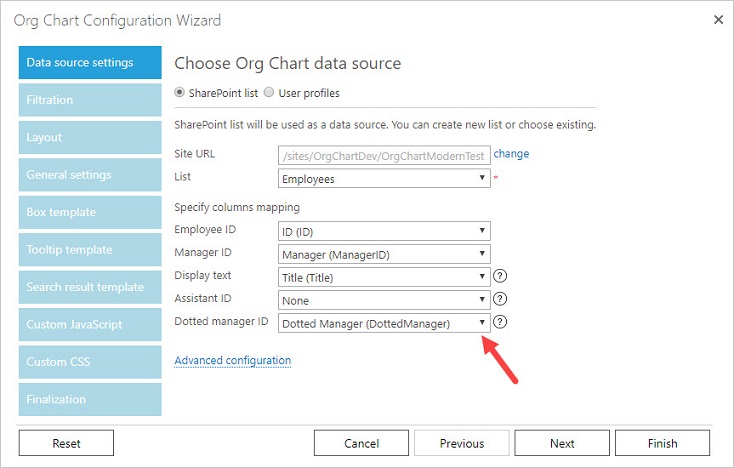 Org Chart Configuration Wizard
Data source settings
Filtration
Layout
General settings
Box template
Tooltip template
Search result template
Custom JavaScript
Custom CSS
Finalization
Choose Org Chart data source
SharePoint list User profiles
SharePoint list will be used as a data source. You can create new list or choose existing.
Site URL /sites/OrgChartDev/OrgChartModernTest change
List Employees *
Specify columns mapping
Employee ID ID (ID)
Manager ID Manager (ManagerID)
Display text Title (Title) ?
Assistant ID None ?
Dotted manager ID Dotted Manager (DottedManager) ?
Advanced configuration
Reset Cancel Previous Next Finish